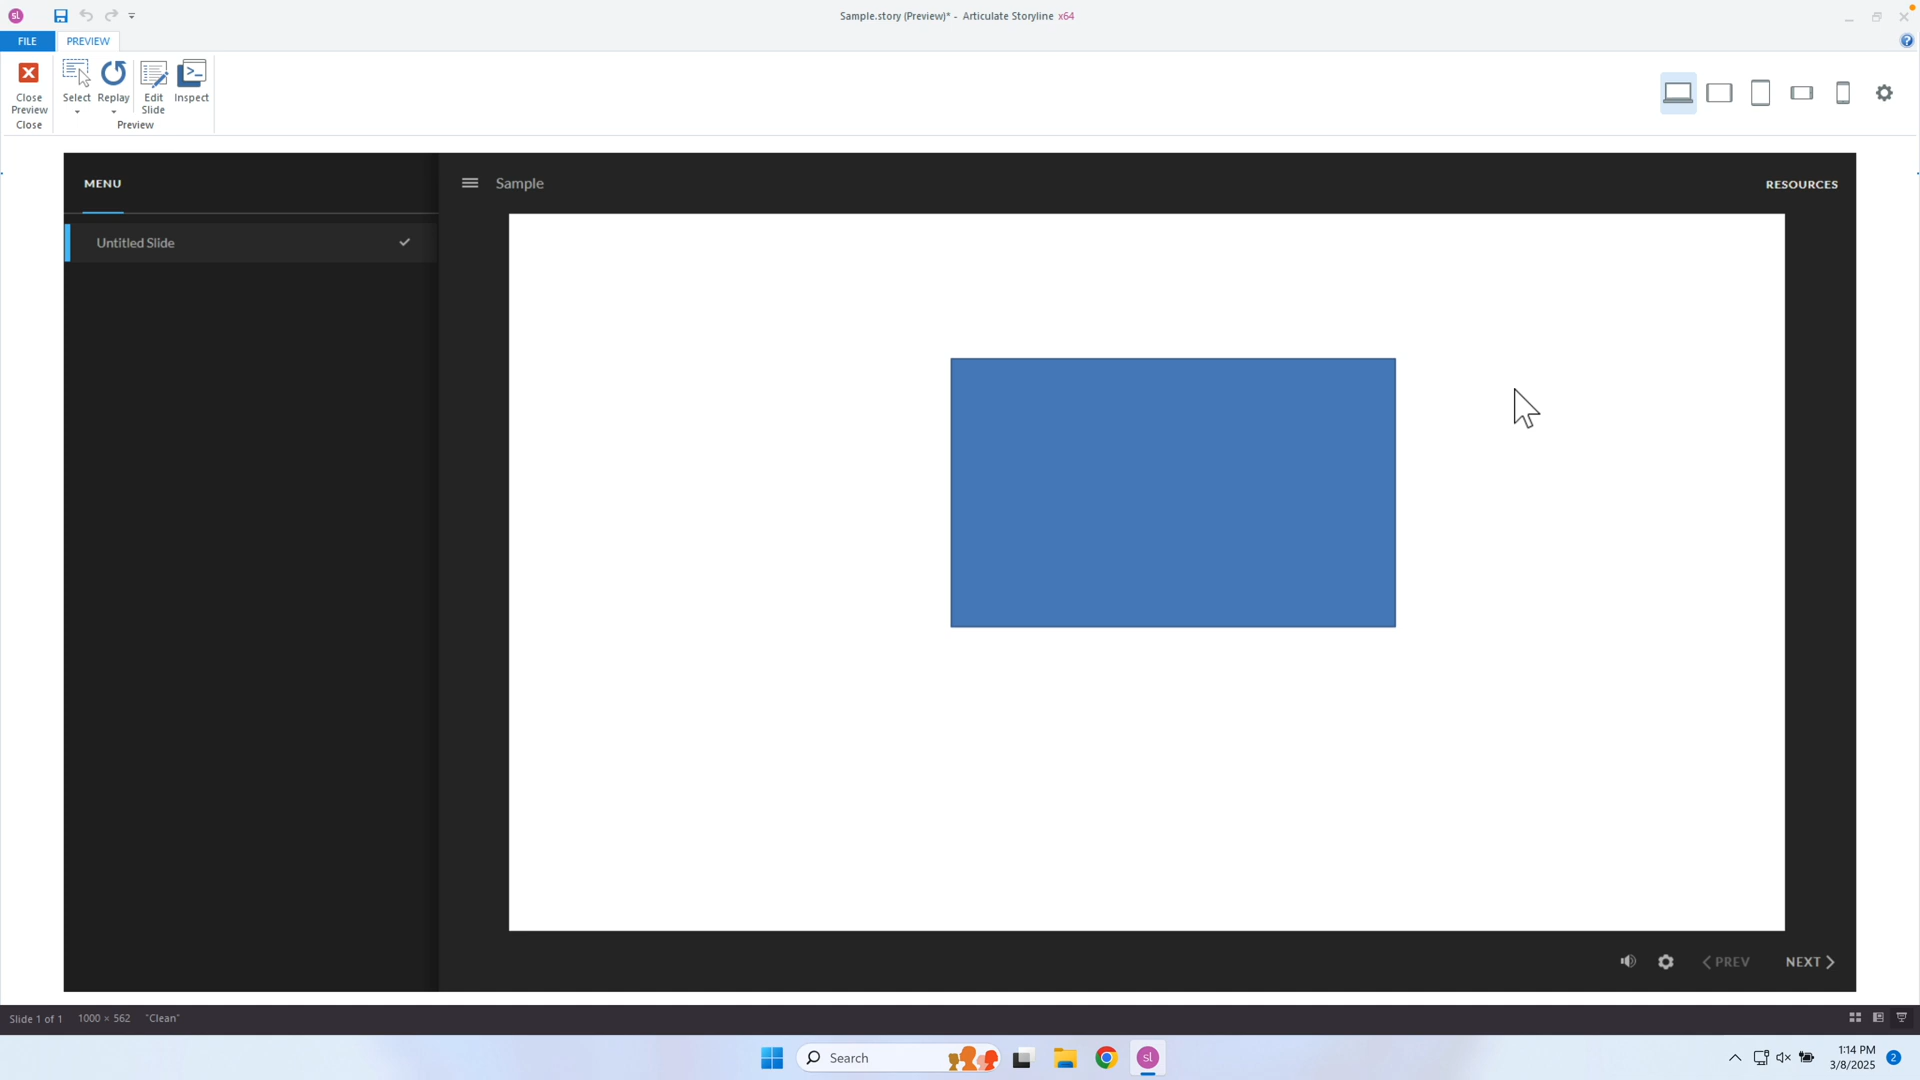 sl
Sample.story (Preview)* - Articulate Storyline x64
FILE
PREVIEW
?
Close
Preview
Select
Replay
Edit
Slide
Inspect
Close
Preview
MENU
Sample
RESOURCES
Untitled Slide
PREV
NEXT
Slide 1 of 1
1000 × 562
"Clean"
Search
sl
1:14 PM
3/8/2025
2